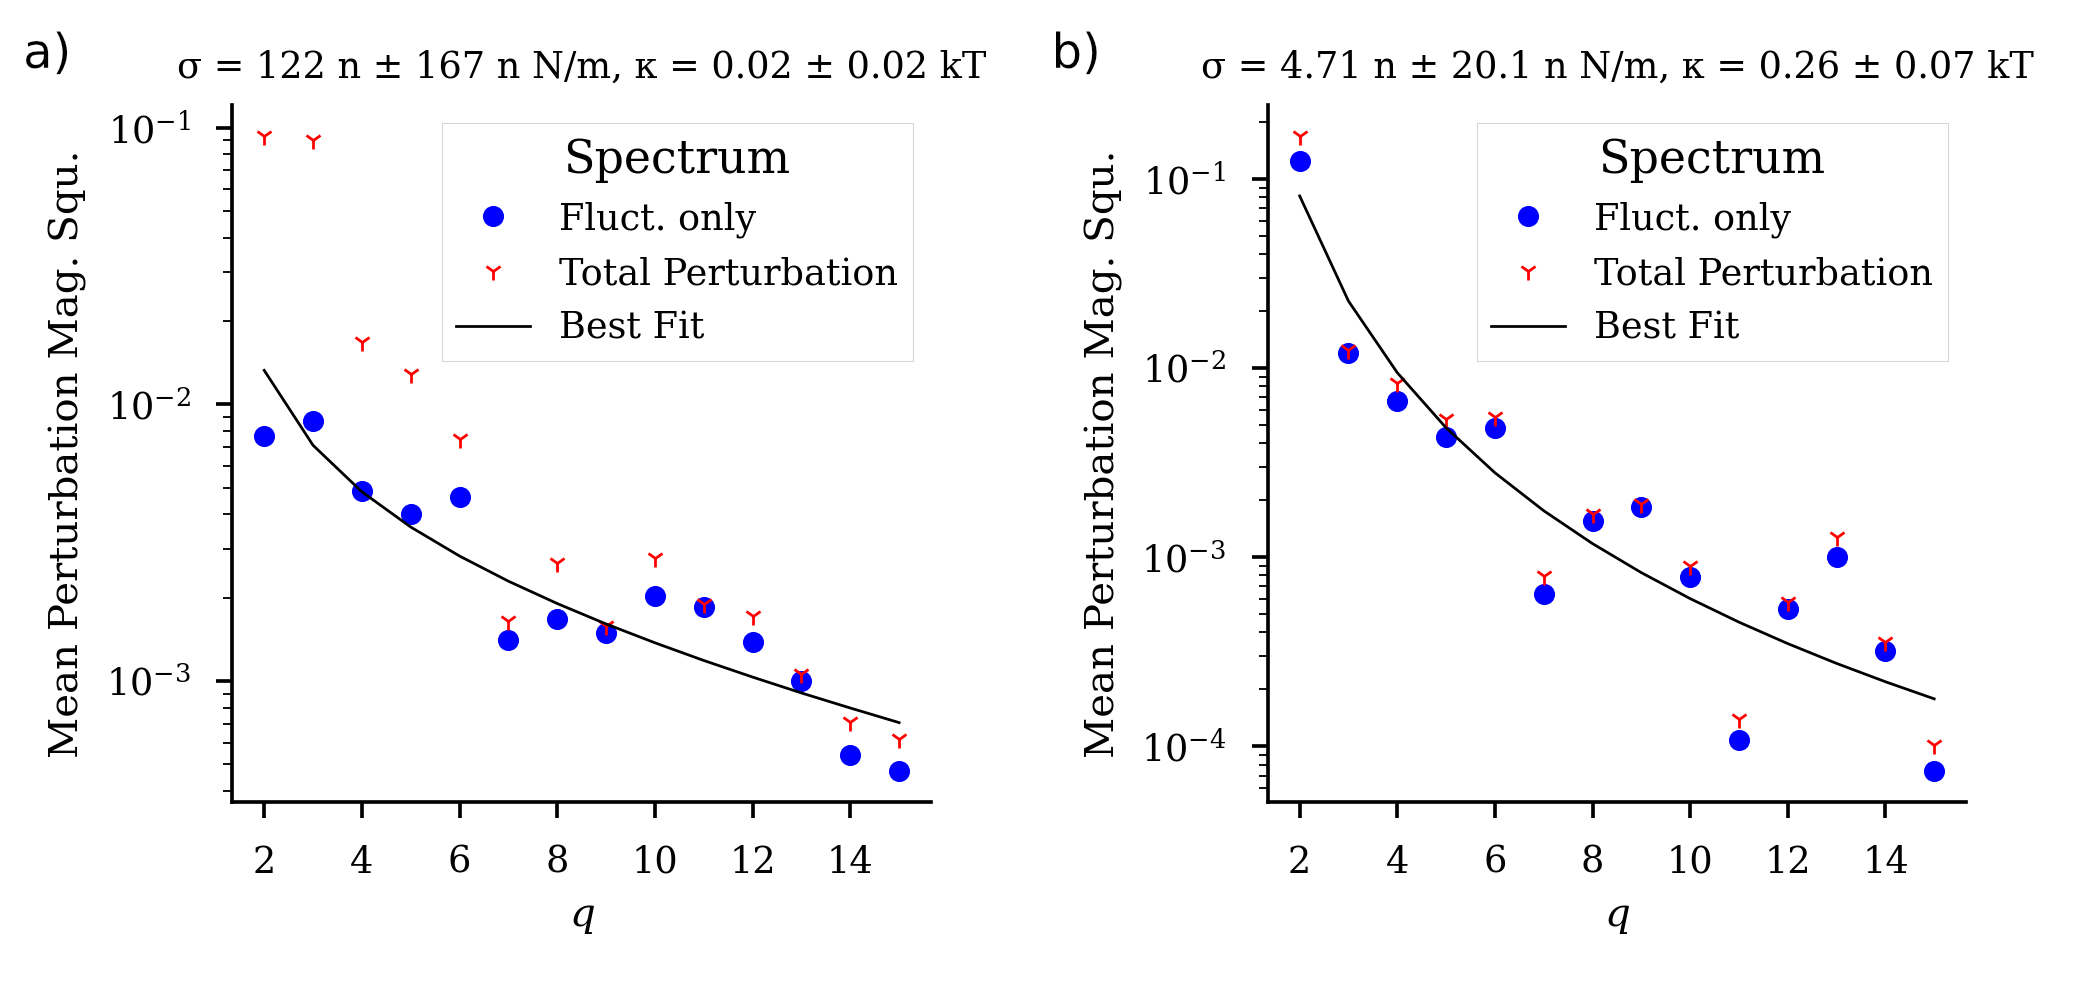 a)
σ = 122 n ± 167 n N/m, κ = 0.02 ± 0.02 kT
Mean Perturbation Mag. Squ.
10⁻¹
10⁻²
10⁻³
Spectrum
Fluct. only
Total Perturbation
Best Fit
2 4 6 8 10 12 14
q
b)
σ = 4.71 n ± 20.1 n N/m, κ = 0.26 ± 0.07 kT
Mean Perturbation Mag. Squ.
10⁻¹
10⁻²
10⁻³
10⁻⁴
Spectrum
Fluct. only
Total Perturbation
Best Fit
2 4 6 8 10 12 14
q